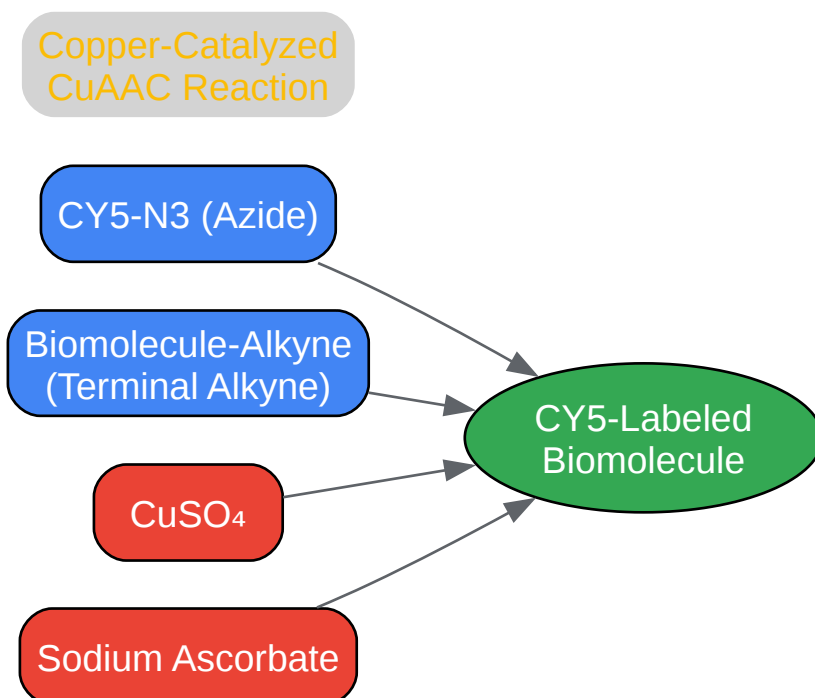 Copper-Catalyzed
CuAAC Reaction
CY5-N3 (Azide)
Biomolecule-Alkyne
(Terminal Alkyne)
CuSO₄
Sodium Ascorbate
CY5-Labeled
Biomolecule